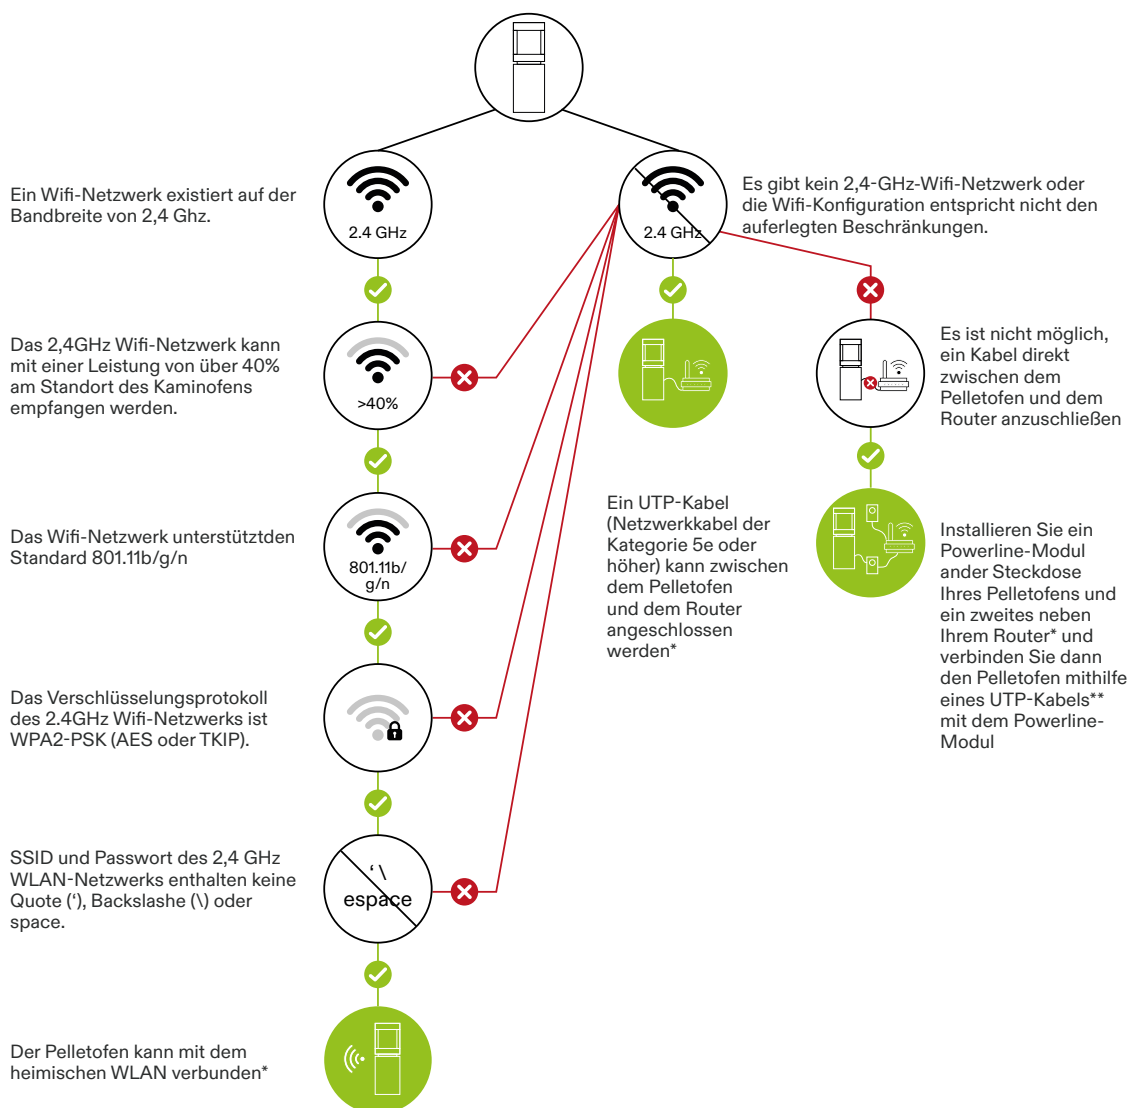 Ein Wifi-Netzwerk existiert auf der
Bandbreite von 2,4 Ghz.
2.4 GHz
2.4 GHz
Es gibt kein 2,4-GHz-Wifi-Netzwerk oder
die Wifi-Konfiguration entspricht nicht den
auferlegten Beschränkungen.
Das 2,4GHz Wifi-Netzwerk kann
mit einer Leistung von über 40%
am Standort des Kaminofens
empfangen werden.
>40%
Es ist nicht möglich,
ein Kabel direkt
zwischen dem
Pelletofen und dem
Router anzuschließen
Das Wifi-Netzwerk unterstütztden
Standard 801.11b/g/n
801.11b/
g/n
Ein UTP-Kabel
(Netzwerkkabel der
Kategorie 5e oder
höher) kann zwischen
dem Pelletofen
und dem Router
angeschlossen
werden*
Installieren Sie ein
Powerline-Modul
ander Steckdose
Ihres Pelletofens und
ein zweites neben
Ihrem Router* und
verbinden Sie dann
den Pelletofen mithilfe
eines UTP-Kabels**
mit dem Powerline-
Modul
Das Verschlüsselungsprotokoll
des 2.4GHz Wifi-Netzwerks ist
WPA2-PSK (AES oder TKIP).
SSID und Passwort des 2,4 GHz
WLAN-Netzwerks enthalten keine
Quote (‘), Backslashe (\) oder
space.
‘ \
espace
Der Pelletofen kann mit dem
heimischen WLAN verbunden*